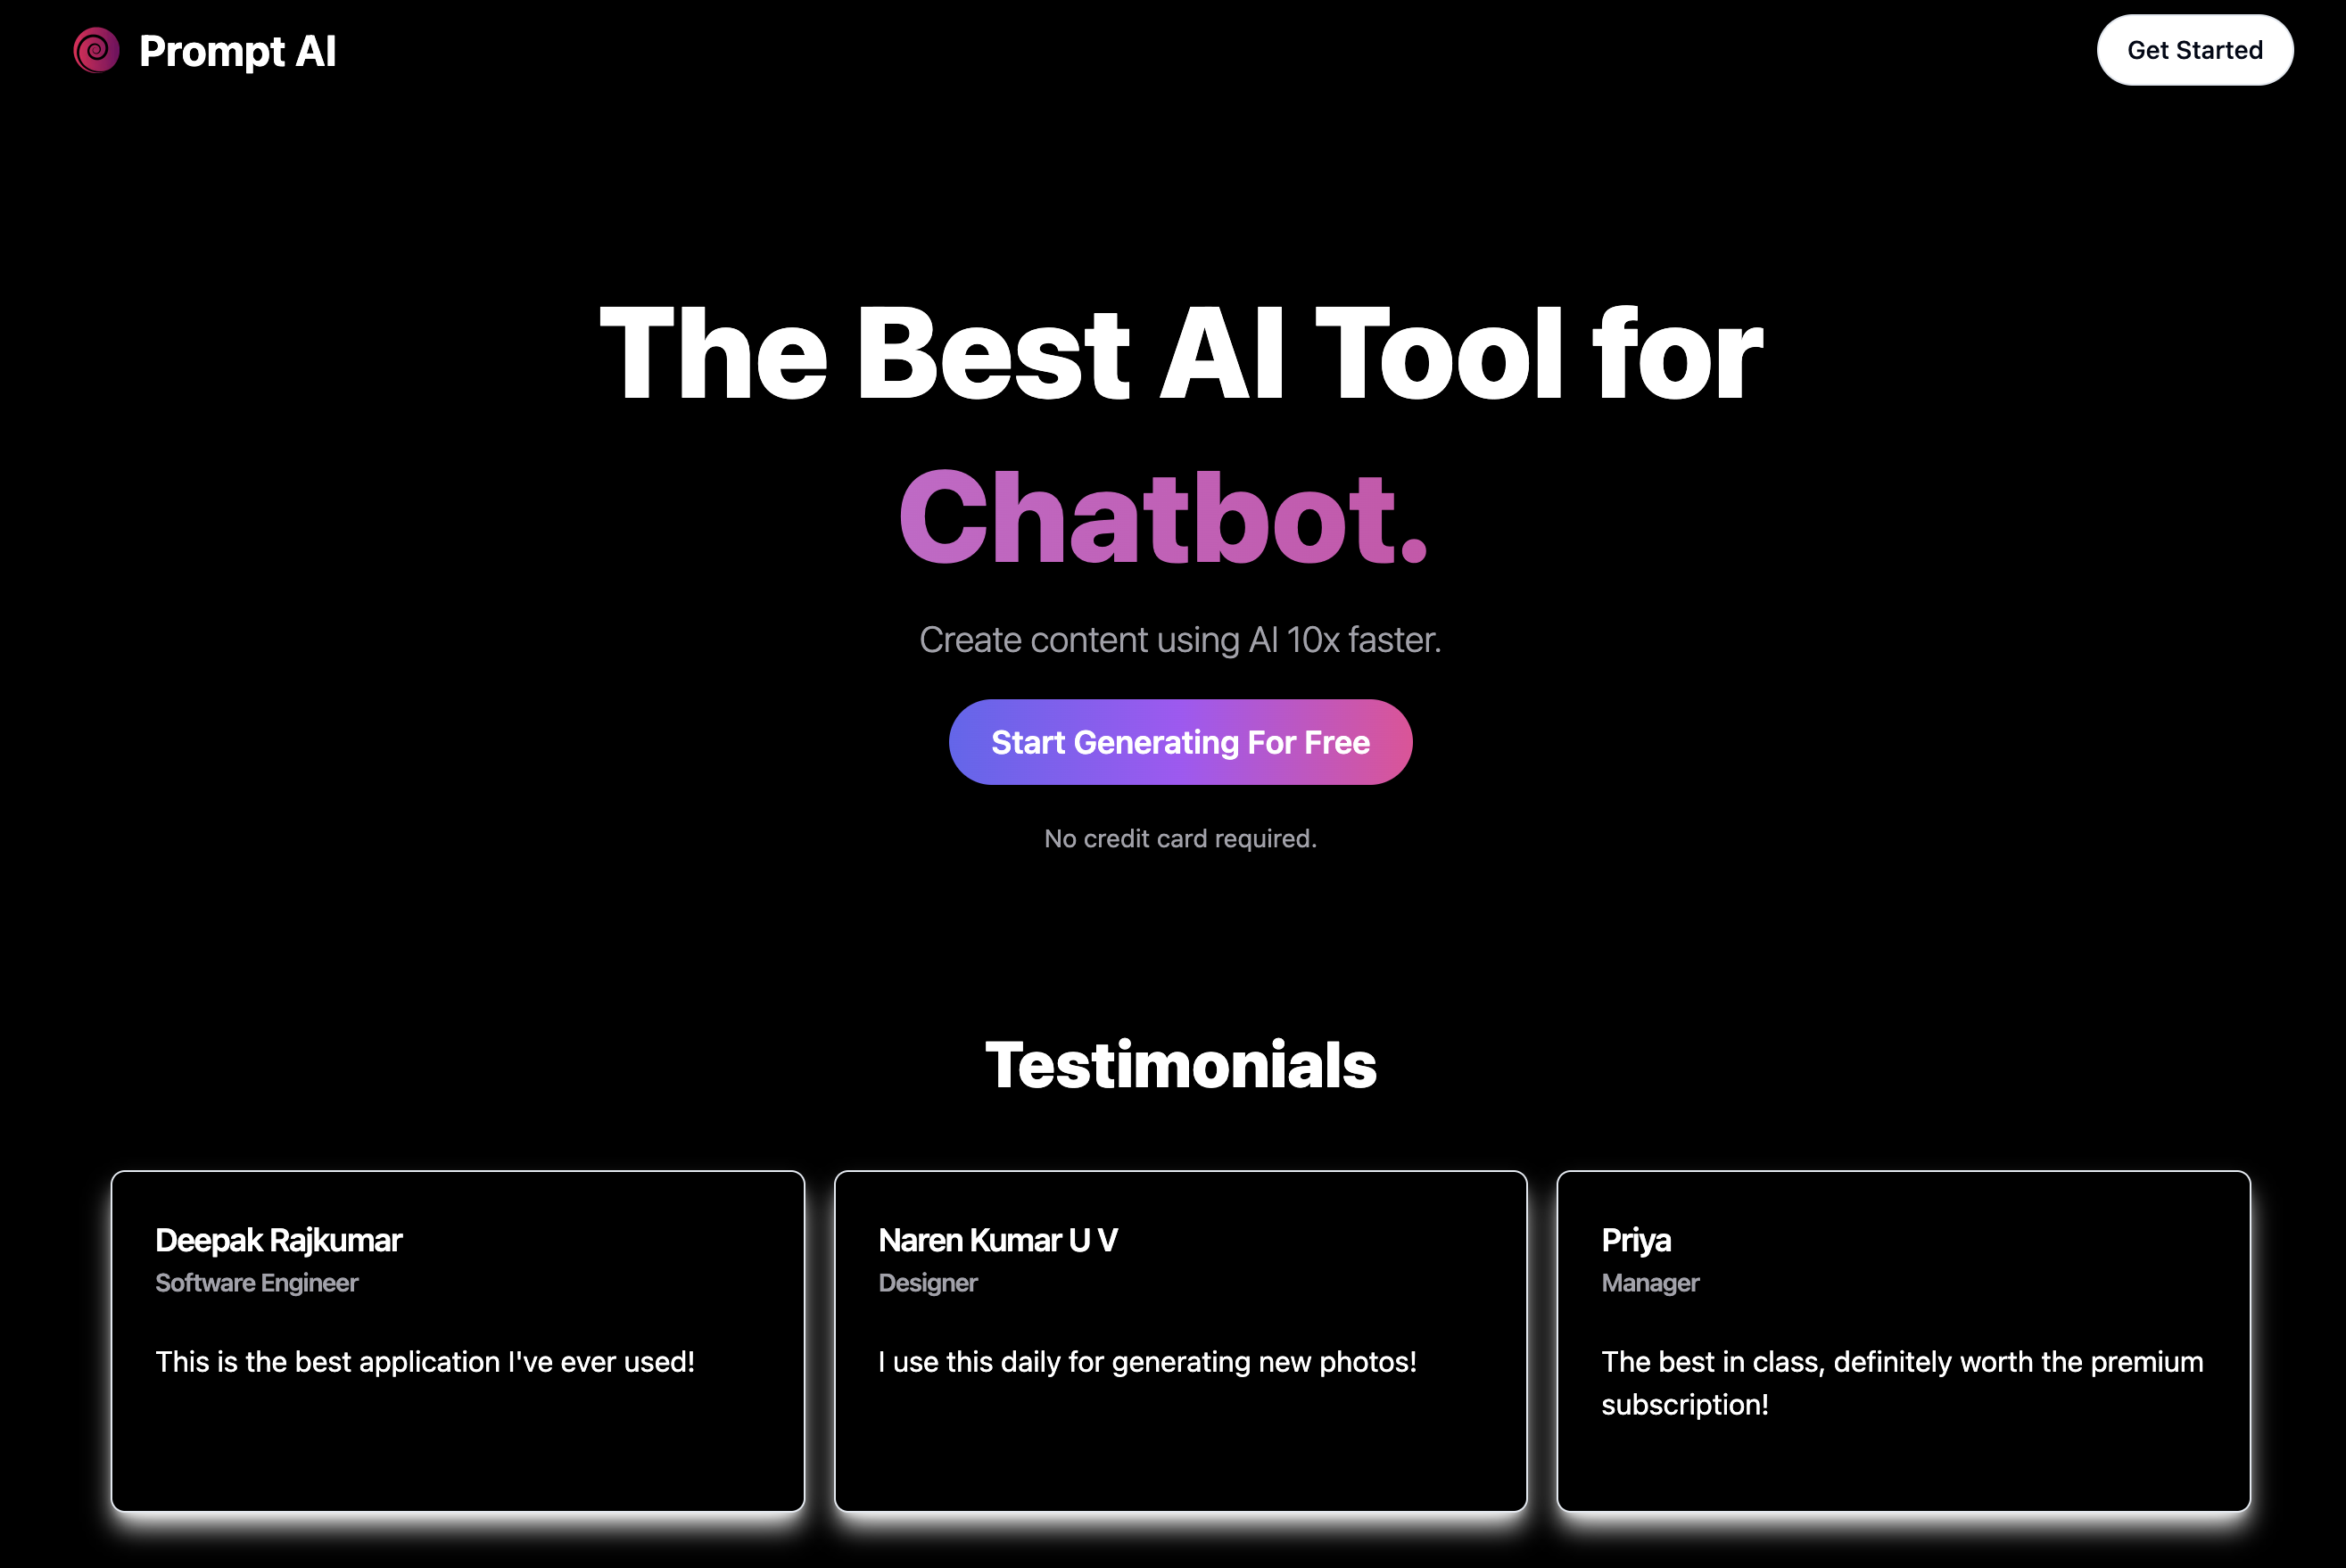 Prompt AI
Get Started
The Best AI Tool for
Chatbot.
Create content using AI 10x faster.
Start Generating For Free
No credit card required.
Testimonials
Deepak Rajkumar
Software Engineer
This is the best application I've ever used!
Naren Kumar U V
Designer
I use this daily for generating new photos!
Priya
Manager
The best in class, definitely worth the premium
subscription!